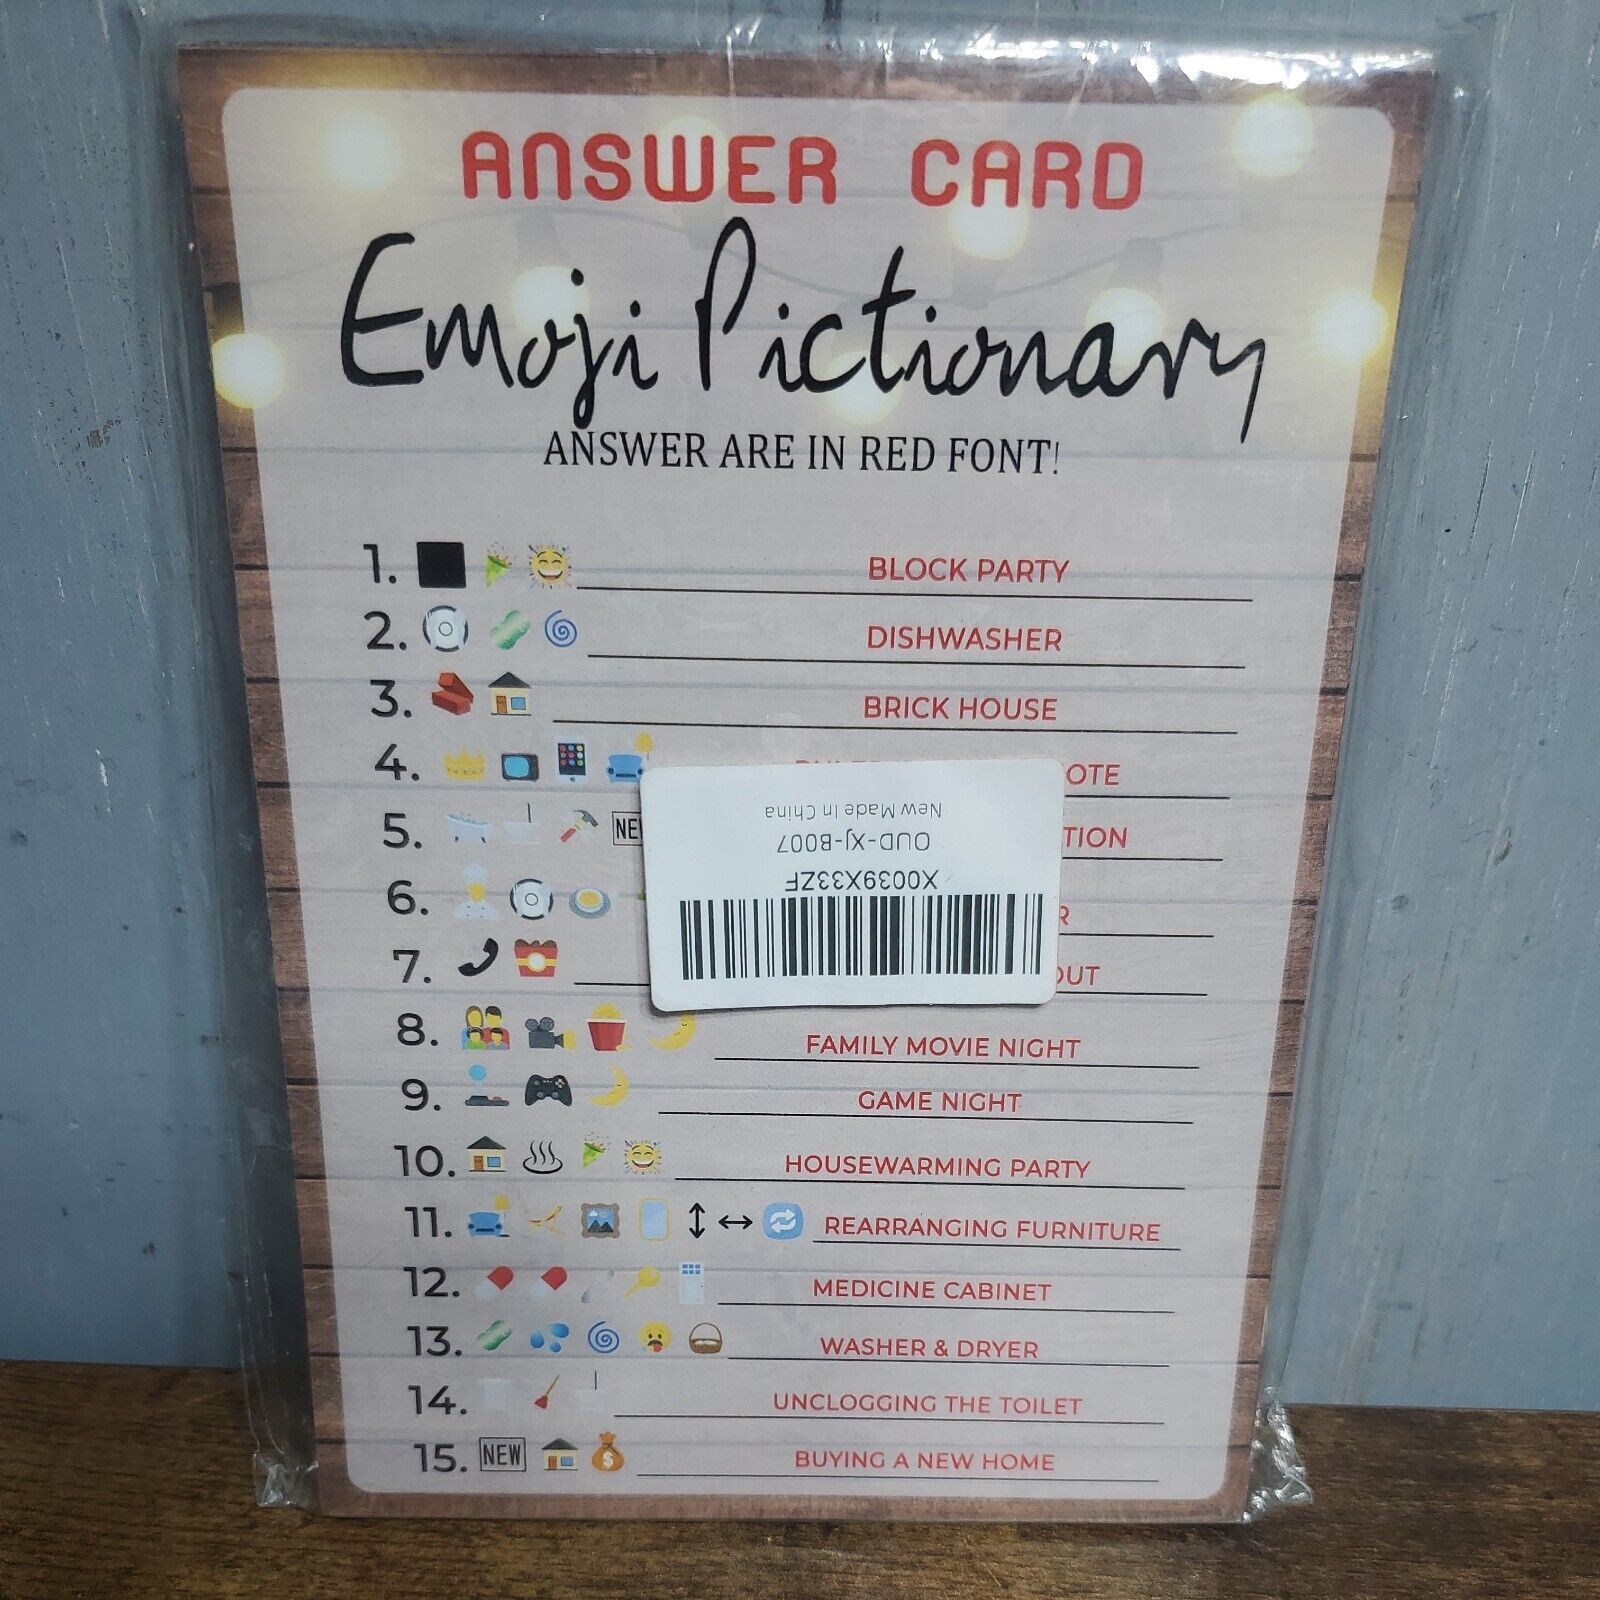 ANSWER CARD
Emoji Pictionary
ANSWER ARE IN RED FONT!
1. BLOCK PARTY
2. DISHWASHER
3. BRICK HOUSE
4. OTE
5. NE TION
6. R
7. OUT
New Made In China
OUD-XJ-B007
X0039X33ZF
8. FAMILY MOVIE NIGHT
9. GAME NIGHT
10. HOUSEWARMING PARTY
11. REARRANGING FURNITURE
12. MEDICINE CABINET
13. WASHER & DRYER
14. UNCLOGGING THE TOILET
15. NEW BUYING A NEW HOME